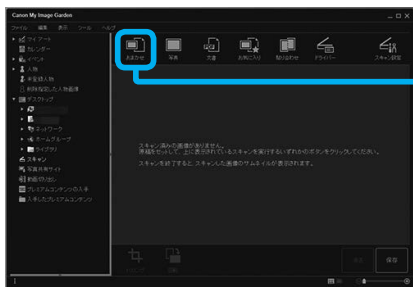 Canon My Image Garden
ファイル 編集 表示 ツール ヘルプ
おまかせ 写真 文書 お気に入り 貼り合わせ ドライバー スキャン設定
マイアート
カレンダー
イベント
人物
未登録人物
削除指定した人物画像
デスクトップ
ネットワーク
ホームグループ
ライブラリ
スキャン
写真共有サイト
動画切り出し
プレミアムコンテンツの入手
入手したプレミアムコンテンツ
スキャン済みの画像がありません。
原稿をセットして、上に表示されているスキャンを実行するいずれかのボタンをクリックしてください。
スキャンを終了すると、スキャンした画像のサムネイルが表示されます。
保存